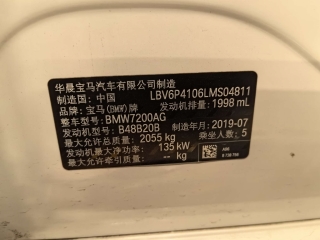 华晨宝马汽车有限公司制造
制造国：中国 LBV6P4106LMS04811
品牌：宝马(BMW)牌 发动机排量：1998 mL
整车型号：BMW7200AG
发动机型号：B48B20B 制造年月：2019-07
最大允许总质量：2055 kg 乘坐人数：5
发动机最大净功率：135 kW
最大允许牵引质量：-- kg